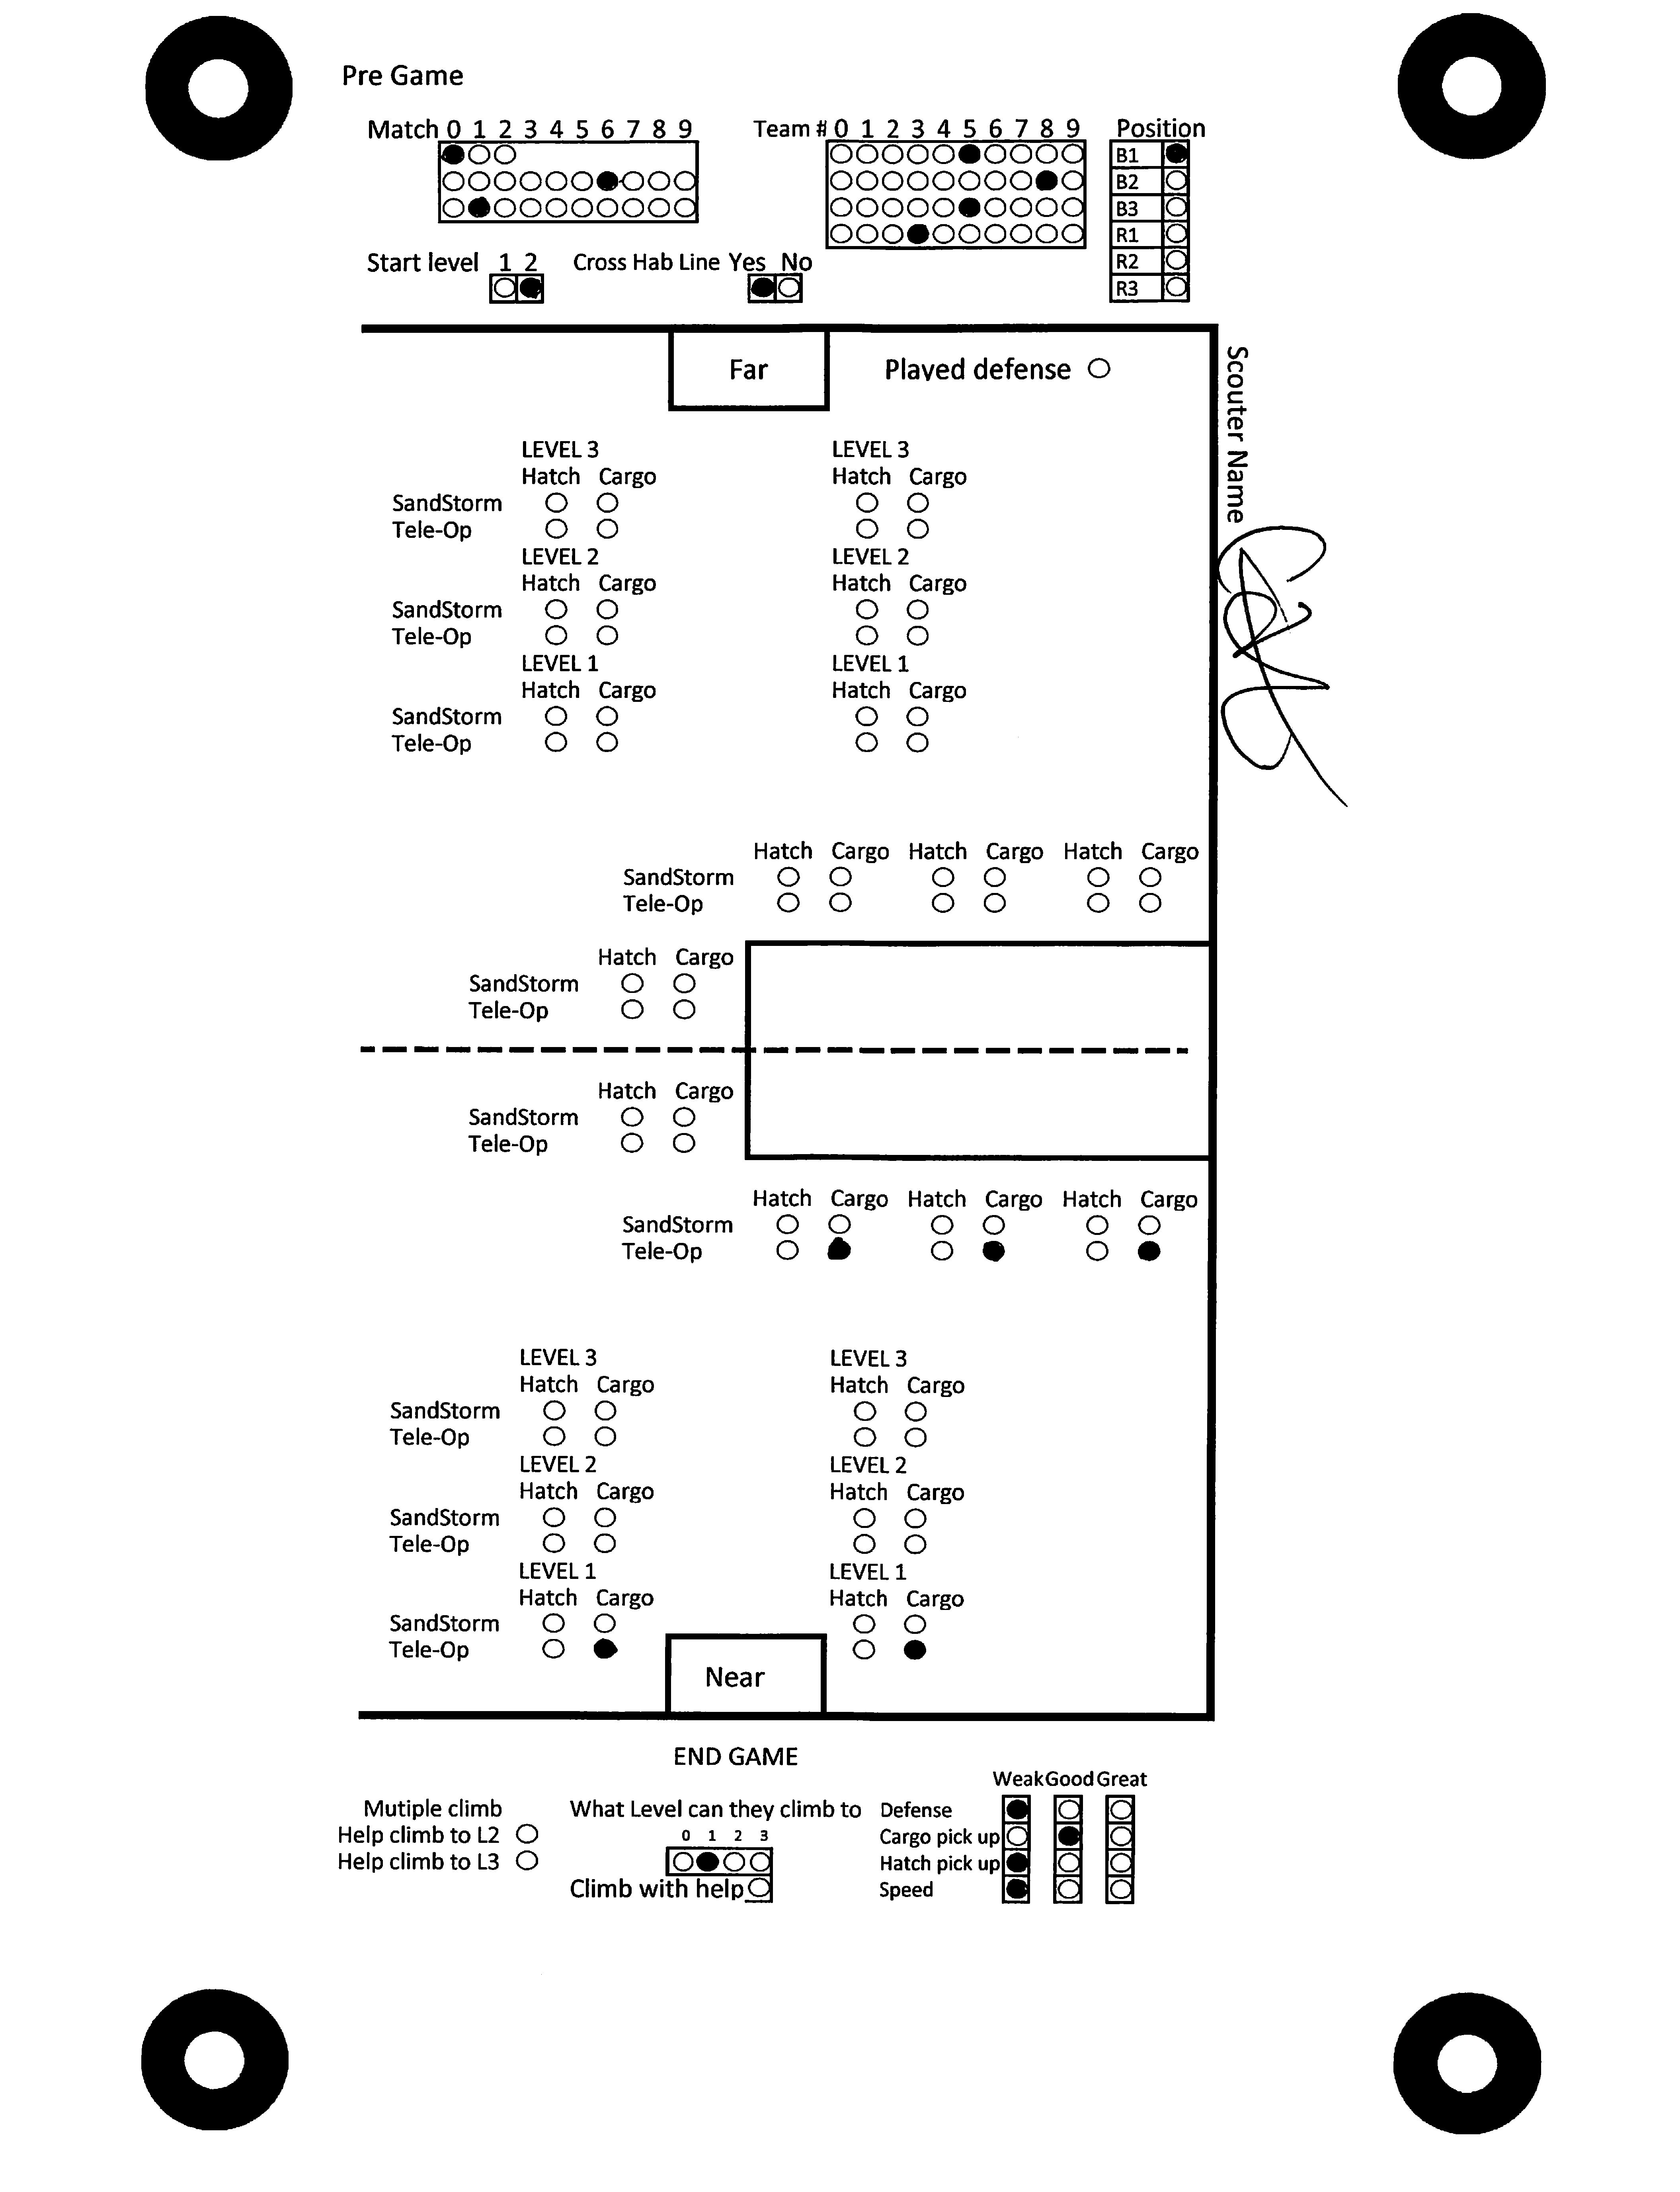 Pre Game
Match 0 1 2 3 4 5 6 7 8 9
Team # 0 1 2 3 4 5 6 7 8 9
Position
B1
B2
B3
R1
R2
R3
Start level 1 2
Cross Hab Line Yes No
Far
Played defense
Scouter Name
LEVEL 3 LEVEL 3
Hatch Cargo Hatch Cargo
SandStorm
Tele-Op
LEVEL 2 LEVEL 2
Hatch Cargo Hatch Cargo
SandStorm
Tele-Op
LEVEL 1 LEVEL 1
Hatch Cargo Hatch Cargo
SandStorm
Tele-Op
Hatch Cargo Hatch Cargo Hatch Cargo
SandStorm
Tele-Op
Hatch Cargo
SandStorm
Tele-Op
Hatch Cargo
SandStorm
Tele-Op
Hatch Cargo Hatch Cargo Hatch Cargo
SandStorm
Tele-Op
LEVEL 3 LEVEL 3
Hatch Cargo Hatch Cargo
SandStorm
Tele-Op
LEVEL 2 LEVEL 2
Hatch Cargo Hatch Cargo
SandStorm
Tele-Op
LEVEL 1 LEVEL 1
Hatch Cargo Hatch Cargo
SandStorm
Tele-Op
Near
END GAME
Mutiple climb
Help climb to L2
Help climb to L3
What Level can they climb to
0 1 2 3
Climb with help
Weak Good Great
Defense
Cargo pick up
Hatch pick up
Speed